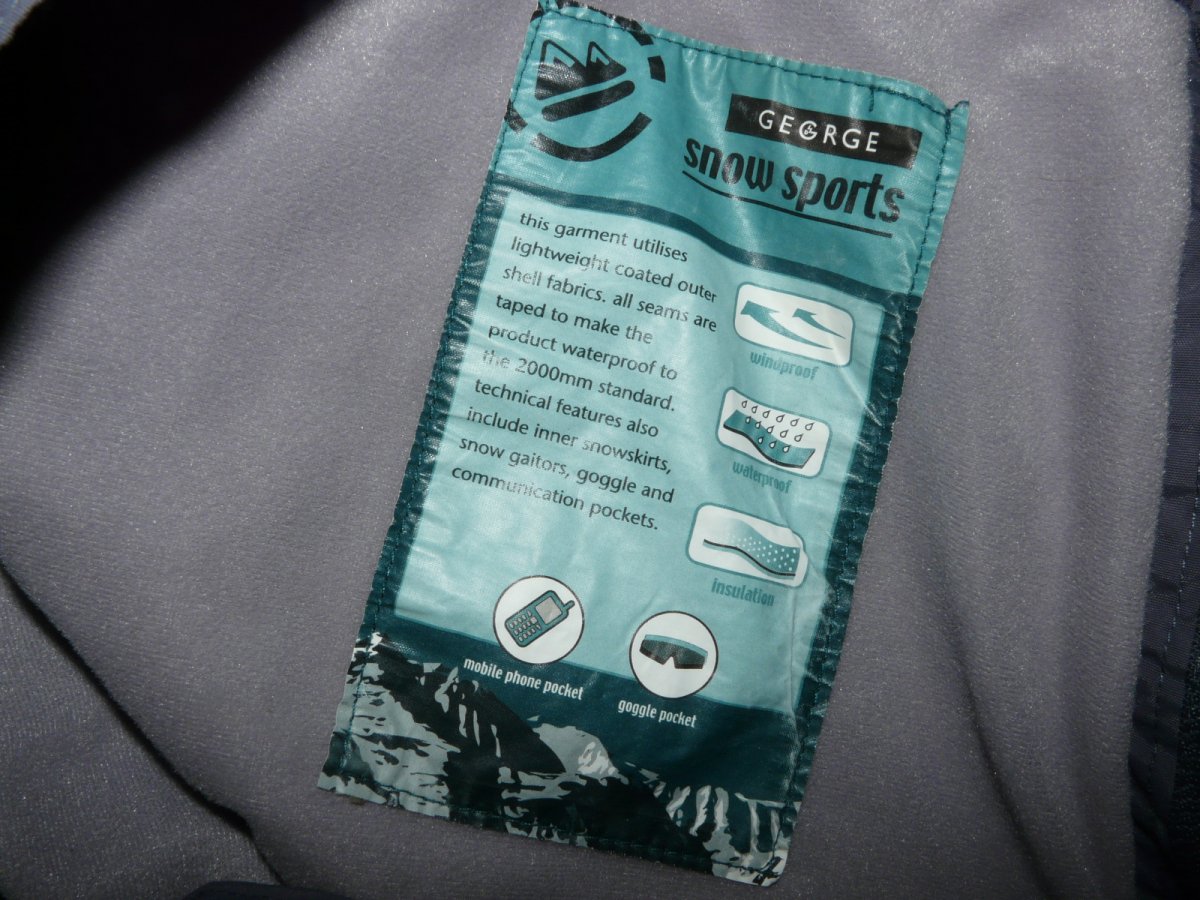 GEORGE
snow sports
this garment utilises
lightweight coated outer
shell fabrics. all seams are
taped to make the
product waterproof to
the 2000mm standard.
technical features also
include inner snowskirts,
snow gaitors, goggle and
communication pockets.
windproof
waterproof
insulation
mobile phone pocket
goggle pocket